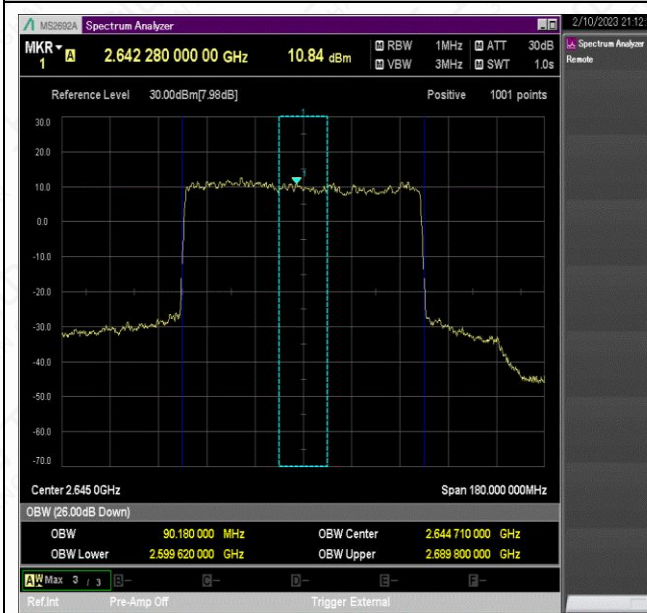 MS2692A Spectrum Analyzer
2/10/2023 21:12:
MKR 1 A 2.642 280 000 00 GHz 10.84 dBm
M RBW 1MHz M ATT 30dB
M VBW 3MHz M SWT 1.0s
Spectrum Analyzer
Remote
Reference Level 30.00dBm[7.98dB] Positive 1001 points
1
30.0
20.0
10.0
0.0
-10.0
-20.0
-30.0
-40.0
-50.0
-60.0
-70.0
Center 2.645 0GHz Span 180.000 000MHz
OBW (26.00dB Down)
OBW 90.180 000 MHz OBW Center 2.644 710 000 GHz
OBW Lower 2.599 620 000 GHz OBW Upper 2.689 800 000 GHz
A W Max 3 / 3 B- C- D- E- F-
Ref.Int Pre-Amp Off Trigger External